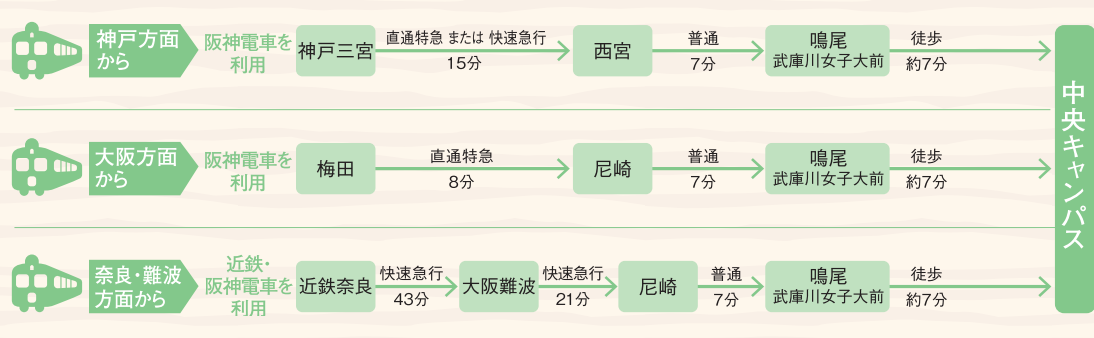 神戸方面
から
阪神電車を
利用
神戸三宮
直通特急 または 快速急行
15分
西宮
普通
7分
鳴尾
武庫川女子大前
徒歩
約7分
大阪方面
から
阪神電車を
利用
梅田
直通特急
8分
尼崎
普通
7分
鳴尾
武庫川女子大前
徒歩
約7分
奈良・難波
方面から
近鉄・
阪神電車を
利用
近鉄奈良
快速急行
43分
大阪難波
快速急行
21分
尼崎
普通
7分
鳴尾
武庫川女子大前
徒歩
約7分
中央キャンパス